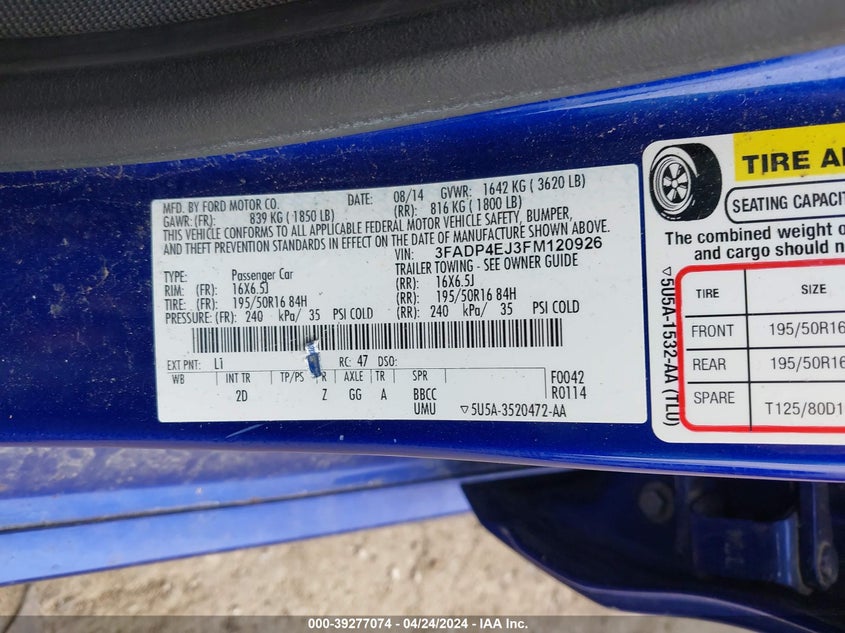 MFD. BY FORD MOTOR CO.
DATE: 08/14 GVWR: 1642 KG ( 3620 LB)
GAWR: (FR): 839 KG ( 1850 LB) (RR): 816 KG ( 1800 LB)
THIS VEHICLE CONFORMS TO ALL APPLICABLE FEDERAL MOTOR VEHICLE SAFETY, BUMPER,
AND THEFT PREVENTION STANDARDS IN EFFECT ON THE DATE OF MANUFACTURE SHOWN ABOVE.
VIN: 3FADP4EJ3FM120926
TYPE: Passenger Car TRAILER TOWING - SEE OWNER GUIDE
RIM: (FR): 16X6.5J (RR): 16X6.5J
TIRE: (FR): 195/50R16 84H (RR): 195/50R16 84H
PRESSURE: (FR): 240 kPa/ 35 PSI COLD (RR): 240 kPa/ 35 PSI COLD
EXT PNT: Li RC: 47 DSO:
WB INT TR TP/PS R AXLE TR SPR F0042
2D Z GG A BBCC R0114
UMU ▽5U5A-3520472-AA
TIRE A
SEATING CAPACIT
The combined weight o
and cargo should n
▽5U5A-1532-AA (TLU)
TIRE SIZE
FRONT 195/50R16
REAR 195/50R16
SPARE T125/80D1
000-39277074 - 04/24/2024 - IAA Inc.